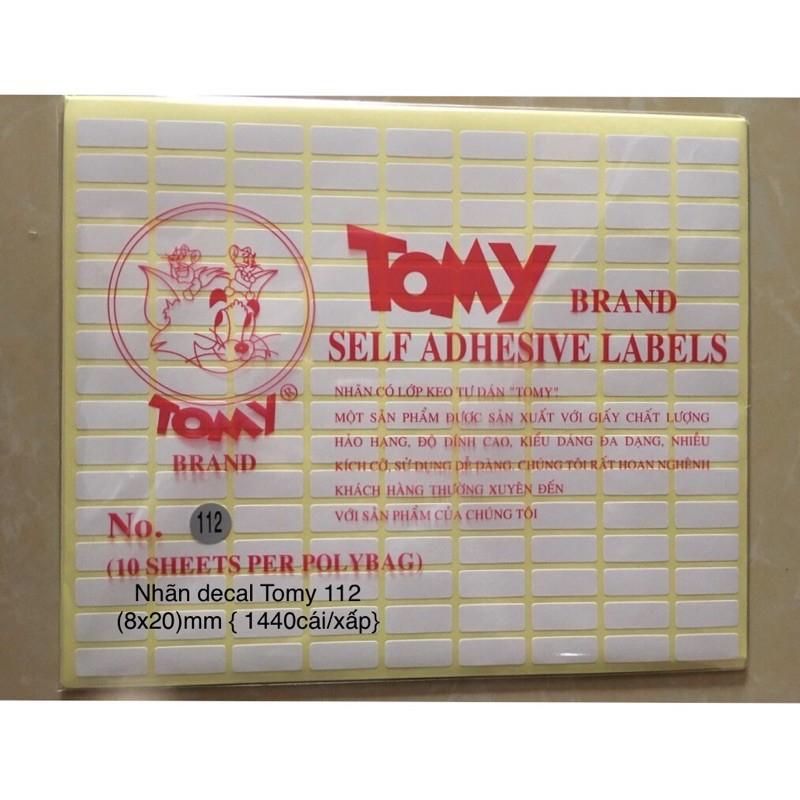 TOMY BRAND
SELF ADHESIVE LABELS
NHÃN CÓ LỚP KEO TỰ DÁN "TOMY".
MỘT SẢN PHẨM ĐƯỢC SẢN XUẤT VỚI GIẤY CHẤT LƯỢNG
HẢO HẠNG, ĐỘ DÍNH CAO, KIỂU DÁNG ĐA DẠNG, NHIỀU
KÍCH CỠ, SỬ DỤNG DỄ DÀNG. CHÚNG TÔI RẤT HOAN NGHÊNH
KHÁCH HÀNG THƯỜNG XUYÊN ĐẾN
VỚI SẢN PHẨM CỦA CHÚNG TÔI
TOMY ®
BRAND
No. 112
(10 SHEETS PER POLYBAG)
Nhãn decal Tomy 112
(8x20)mm { 1440cái/xấp}